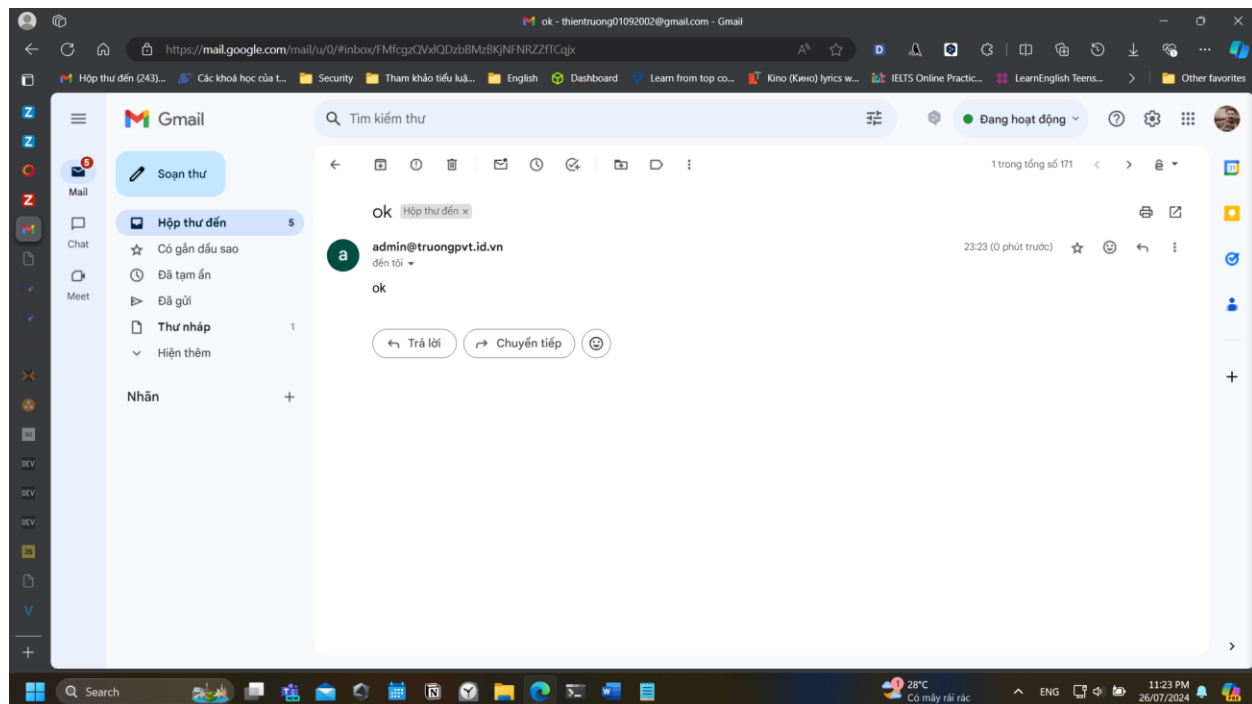 ok - thientruong01092002@gmail.com - Gmail
https://mail.google.com/mail/u/0/#inbox/FMfcgzQVxlQDzbBMzBKjNFNRZZfTCqjx
Hộp thư đến (243)... Các khoá học của t... Security Tham khảo tiểu luậ... English Dashboard Learn from top co... Kino (Кино) lyrics w... IELTS Online Practic... LearnEnglish Teens... Other favorites
Gmail
Tìm kiếm thư
Đang hoạt động
5
Mail
Chat
Meet
Soạn thư
Hộp thư đến 5
Có gắn dấu sao
Đã tạm ẩn
Đã gửi
Thư nháp 1
Hiện thêm
Nhãn
1 trong tổng số 171
ok Hộp thư đến ×
a
admin@truongpvt.id.vn
23:23 (0 phút trước)
đến tôi
ok
Trả lời
Chuyển tiếp
31
Search
1
28°C
Có mây rải rác
ENG
11:23 PM
26/07/2024